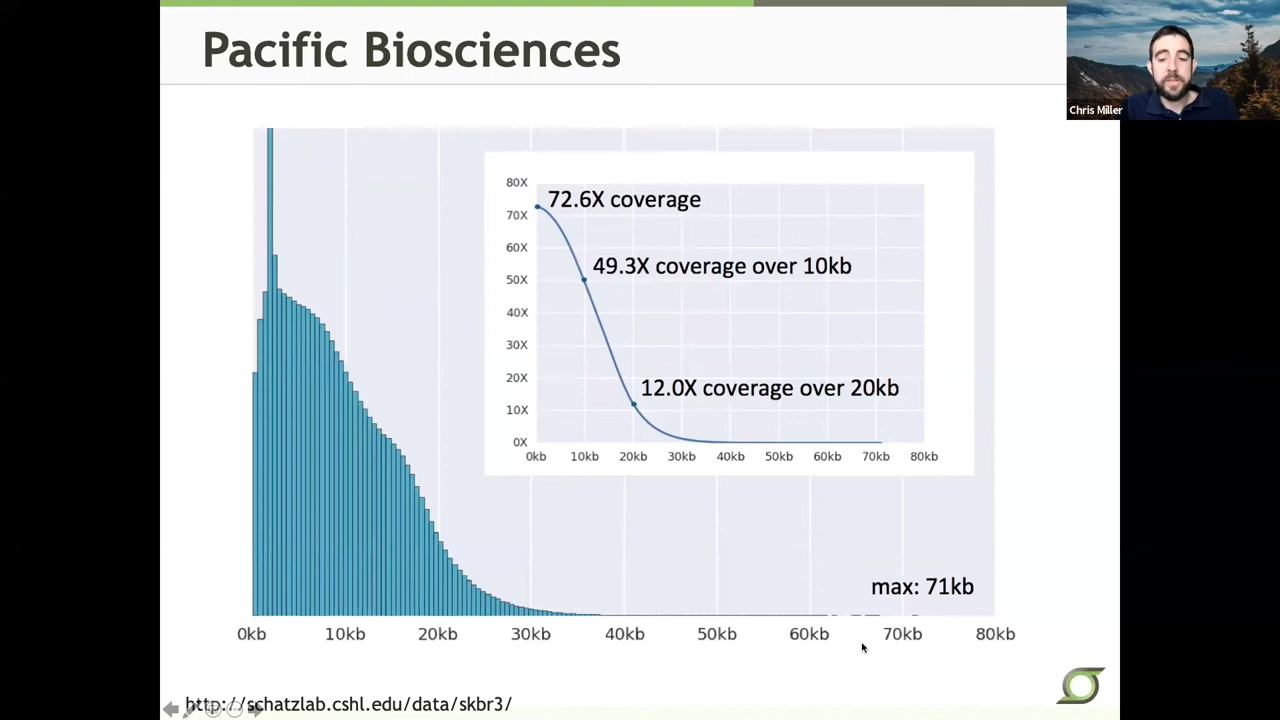 Pacific Biosciences
Chris Miller
80X
72.6X coverage
70X
60X
49.3X coverage over 10kb
50X
40X
30X
20X
12.0X coverage over 20kb
10X
0X
0kb 10kb 20kb 30kb 40kb 50kb 60kb 70kb 80kb
max: 71kb
0kb 10kb 20kb 30kb 40kb 50kb 60kb 70kb 80kb
http://schatzlab.cshl.edu/data/skbr3/